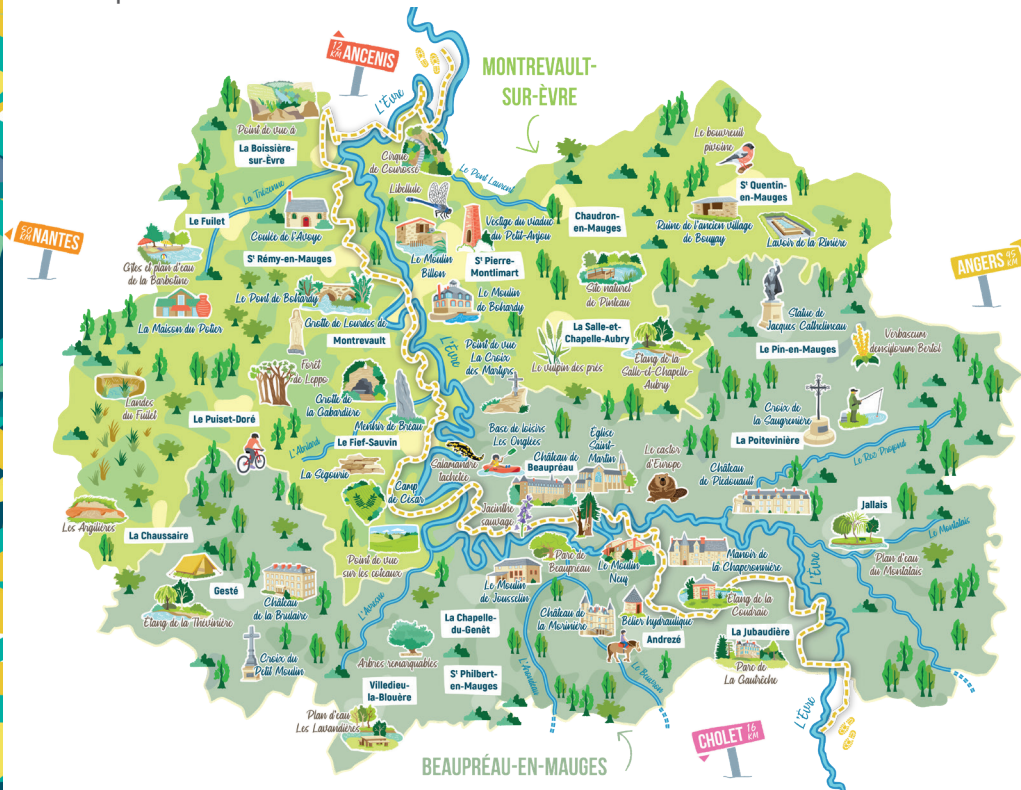 12 KM ANCENIS
MONTREVAULT-
SUR-ÈVRE
L'Èvre
Point de vue à
La Boissière-
sur-Èvre
Cirque
de Courossé
Le bouvreuil
pivoine
Le Pont Laurent
La Trézenne
Libellule
St Quentin-
en-Mauges
Le Fuilet
Coulée de l'Avoye
Vestige du viaduc
du Petit-Anjou
Chaudron-
en-Mauges
Ruine de l'ancien village
de Boujay
Lavoir de la Rinière
50 KM NANTES
Gîtes et plan d'eau
de la Barbotine
St Rémy-en-Mauges
Le Moulin
Billon
St Pierre-
Montlimart
Site naturel
de Pinteau
ANGERS 45 KM
Le Pont de Bohardy
Le Moulin
de Bohardy
La Maison du Potier
Grotte de Lourdes de
Montrevault
Statue de
Jacques Cathelineau
La Salle-et-
Chapelle-Aubry
Verbascum
densiflorum Bertol
L'Èvre
Point de vue
La Croix
des Martyrs
Le vulpin des prés
Étang de la
Salle-et-Chapelle-
Aubry
Le Pin-en-Mauges
Forêt
de Leppo
Landes
du Fuilet
Grotte de
la Gabardière
Menhir de Bréau
Croix de
la Saugrenière
Le Puiset-Doré
L'Abriard
Le Fief-Sauvin
Base de loisirs
Les Onglées
Église
Saint-
Martin
La Poitevinière
Le Roz Profond
La Ségourie
Salamandre
tachetée
Château de
Beaupréau
Le castor
d'Europe
Château
de Piédouault
Camp
de César
Jacinthe
sauvage
Jallais
Les Argilières
La Chaussaire
Le Montatais
Point de vue
sur les coteaux
Parc de
Beaupréau
Le Moulin
Neuf
Manoir de
la Chaperonnière
Plan d'eau
du Montatais
L'Èvre
Gesté
Étang de la Thévinière
Château
de la Brulaire
Le Moulin
de Jousselin
Étang de la
Coudraie
L'Avresne
La Chapelle-
du-Genêt
Château de
la Morinière
Bélier hydraulique
Andrezé
La Jubaudière
Croix du
Petit Moulin
Arbres remarquables
Le Beuvron
Parc de
La Gautrèche
St Philbert-
en-Mauges
Villedieu-
la-Blouère
Plan d'eau
Les Lavandières
L'Èvre
CHOLET 16 KM
BEAUPRÉAU-EN-MAUGES